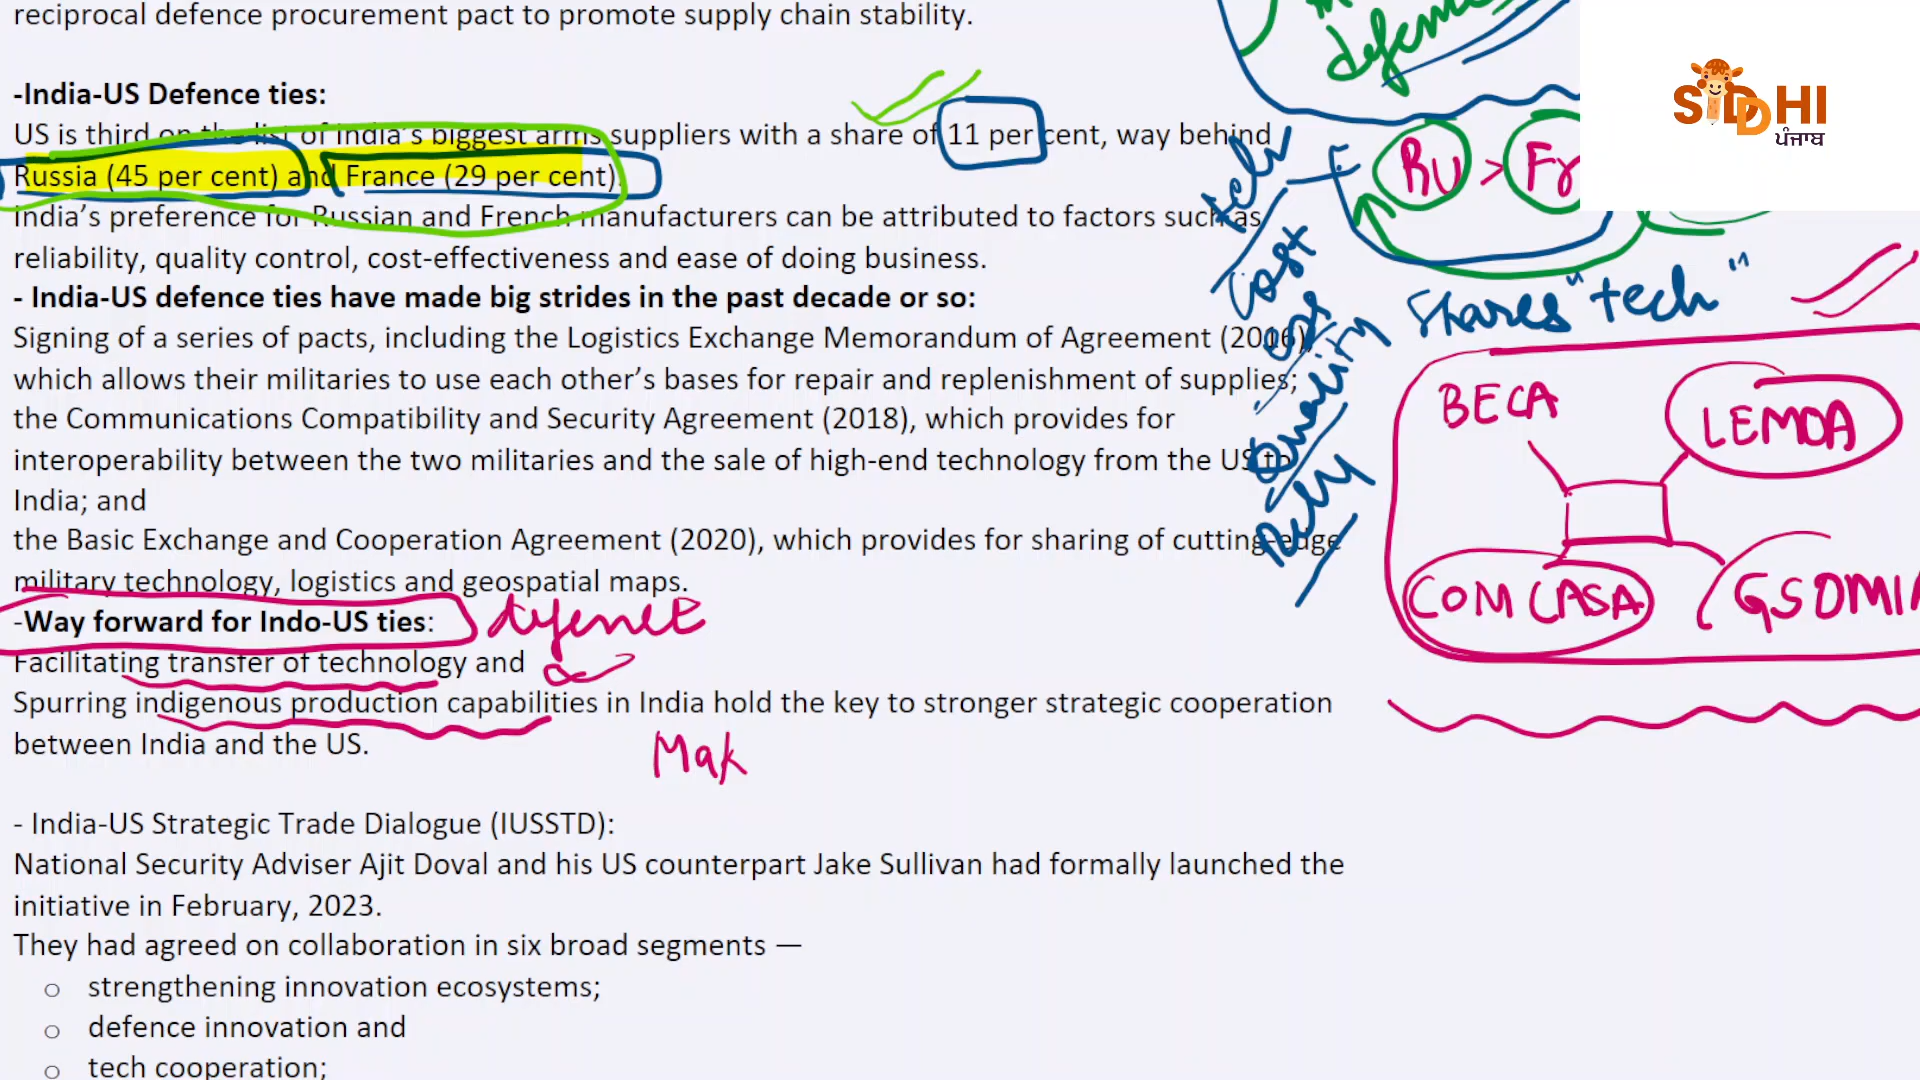 reciprocal defence procurement pact to promote supply chain stability.
defence
SIDDHI
ਪੰਜਾਬ
-India-US Defence ties:
US is third on the list of India's biggest arms suppliers with a share of 11 per cent, way behind
Russia (45 per cent) and France (29 per cent).
RU > Fr
India's preference for Russian and French manufacturers can be attributed to factors such as
reliability, quality control, cost-effectiveness and ease of doing business.
Cost
Quality
shares "tech"
- India-US defence ties have made big strides in the past decade or so:
Signing of a series of pacts, including the Logistics Exchange Memorandum of Agreement (2016),
which allows their militaries to use each other's bases for repair and replenishment of supplies;
the Communications Compatibility and Security Agreement (2018), which provides for
interoperability between the two militaries and the sale of high-end technology from the US to
India; and
the Basic Exchange and Cooperation Agreement (2020), which provides for sharing of cutting-edge
military technology, logistics and geospatial maps.
BECA
LEMOA
COMCASA
GSOMIA
-Way forward for Indo-US ties:
defence
Facilitating transfer of technology and
Spurring indigenous production capabilities in India hold the key to stronger strategic cooperation
between India and the US.
Mak
- India-US Strategic Trade Dialogue (IUSSTD):
National Security Adviser Ajit Doval and his US counterpart Jake Sullivan had formally launched the
initiative in February, 2023.
They had agreed on collaboration in six broad segments —
o strengthening innovation ecosystems;
o defence innovation and
o tech cooperation;